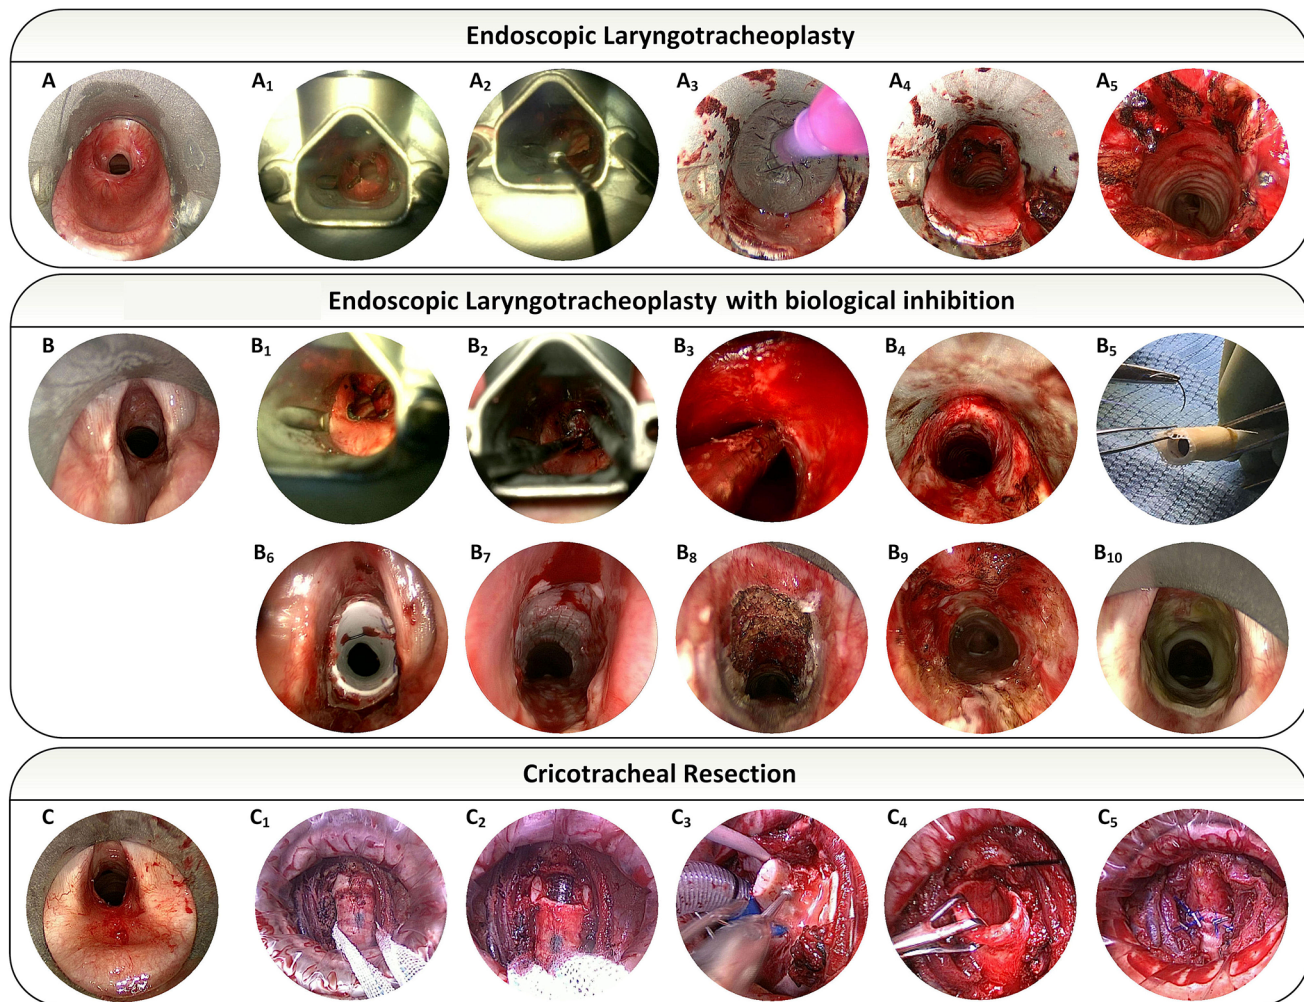 Endoscopic Laryngotracheoplasty
A A₁ A₂ A₃ A₄ A₅
Endoscopic Laryngotracheoplasty with biological inhibition
B B₁ B₂ B₃ B₄ B₅
B₆ B₇ B₈ B₉ B₁₀
Cricotracheal Resection
C C₁ C₂ C₃ C₄ C₅